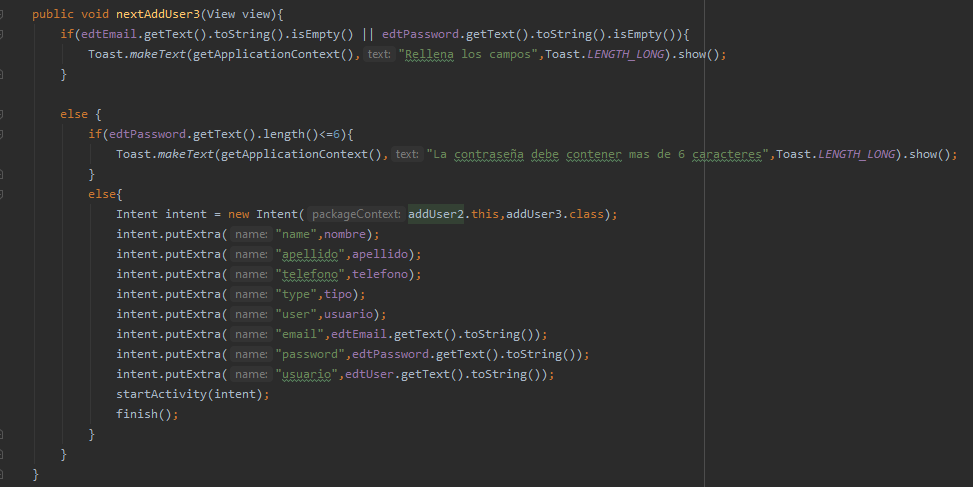 public void nextAddUser3(View view){
if(edtEmail.getText().toString().isEmpty() || edtPassword.getText().toString().isEmpty()){
Toast.makeText(getApplicationContext(), text: "Rellena los campos",Toast.LENGTH_LONG).show();
}
else {
if(edtPassword.getText().length()<=6){
Toast.makeText(getApplicationContext(), text: "La contraseña debe contener mas de 6 caracteres",Toast.LENGTH_LONG).show();
}
else{
Intent intent = new Intent( packageContext: addUser2.this,addUser3.class);
intent.putExtra( name: "name",nombre);
intent.putExtra( name: "apellido",apellido);
intent.putExtra( name: "telefono",telefono);
intent.putExtra( name: "type",tipo);
intent.putExtra( name: "user",usuario);
intent.putExtra( name: "email",edtEmail.getText().toString());
intent.putExtra( name: "password",edtPassword.getText().toString());
intent.putExtra( name: "usuario",edtUser.getText().toString());
startActivity(intent);
finish();
}
}
}